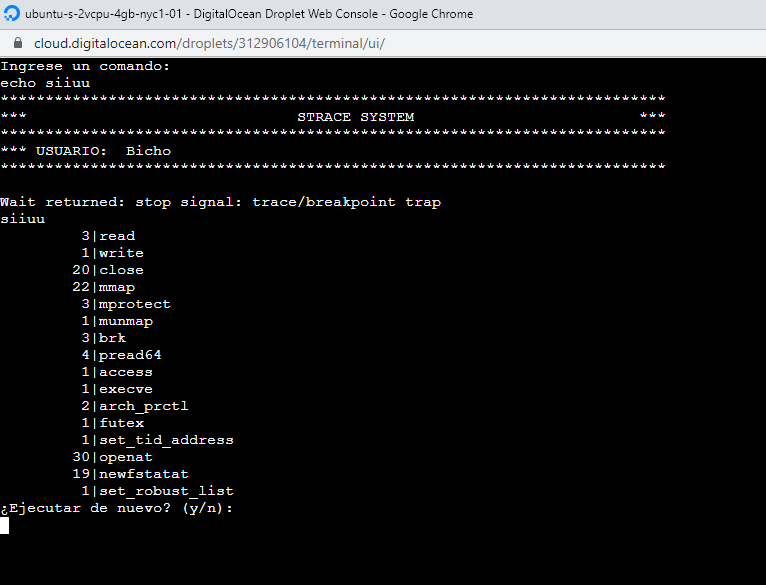 ubuntu-s-2vcpu-4gb-nyc1-01 - DigitalOcean Droplet Web Console - Google Chrome
cloud.digitalocean.com/droplets/312906104/terminal/ui/
Ingrese un comando:
echo siiuu
**************************************************************************
***                              STRACE SYSTEM                         ***
**************************************************************************
*** USUARIO:  Bicho
**************************************************************************
Wait returned: stop signal: trace/breakpoint trap
siiuu
         3|read
         1|write
        20|close
        22|mmap
         3|mprotect
         1|munmap
         3|brk
         4|pread64
         1|access
         1|execve
         2|arch_prctl
         1|futex
         1|set_tid_address
        30|openat
        19|newfstatat
         1|set_robust_list
¿Ejecutar de nuevo? (y/n):